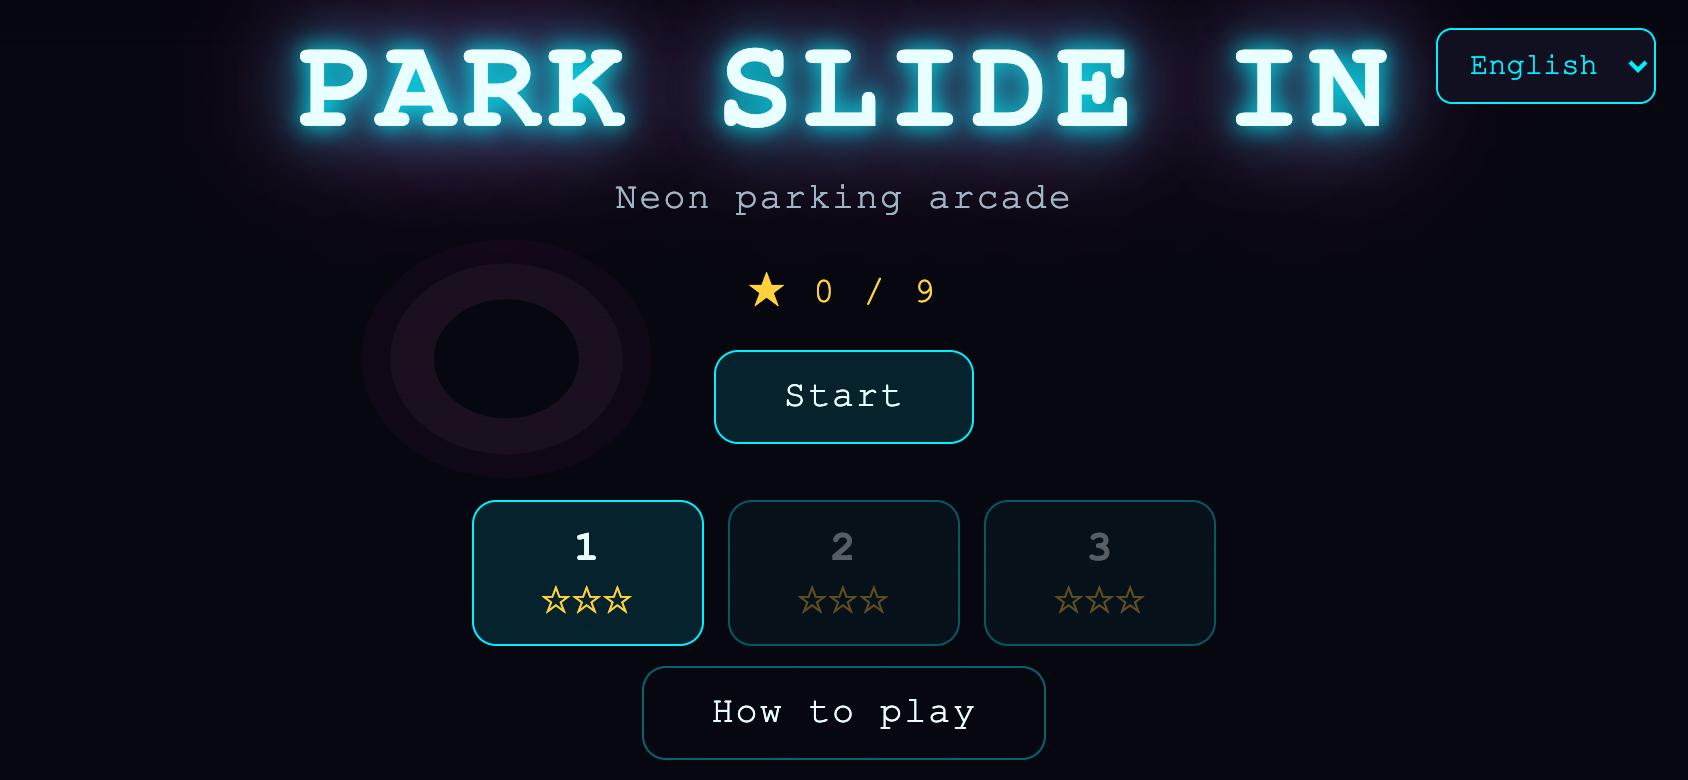 PARK SLIDE IN
English
Neon parking arcade
★ 0 / 9
Start
1
☆☆☆
2
☆☆☆
3
☆☆☆
How to play